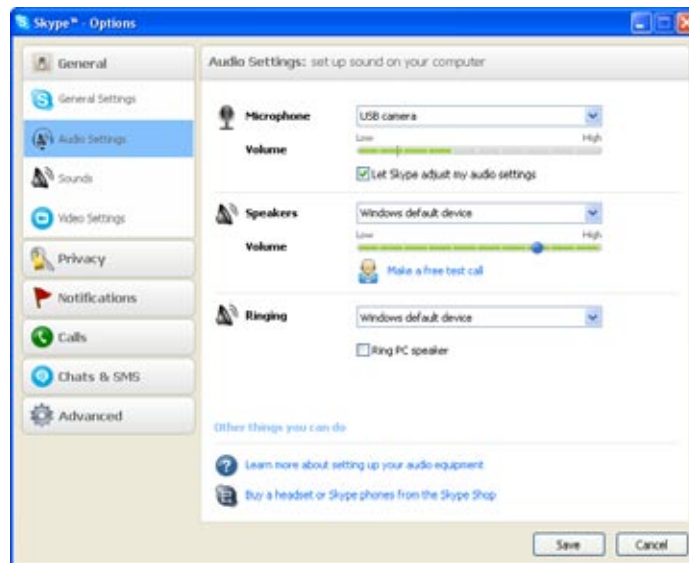 Skype™ - Options
General
General Settings
Audio Settings
Sounds
Video Settings
Privacy
Notifications
Calls
Chats & SMS
Advanced
Audio Settings: set up sound on your computer
Microphone
USB camera
Volume
Low High
Let Skype adjust my audio settings
Speakers
Windows default device
Volume
Low High
Make a free test call
Ringing
Windows default device
Ring PC speaker
Other things you can do
Learn more about setting up your audio equipment
Buy a headset or Skype phones from the Skype Shop
Save Cancel